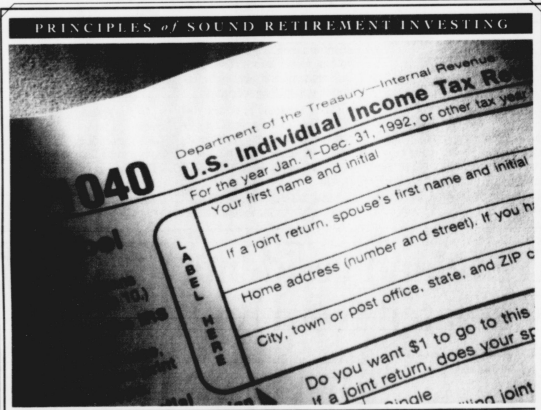 PRINCIPLES of SOUND RETIREMENT INVESTING
Department of the Treasury—Internal Revenue
1040
U.S. Individual Income Tax Re
For the year Jan. 1–Dec. 31, 1992, or other tax year
Your first name and initial
If a joint return, spouse's first name and initial
Home address (number and street). If you h
City, town or post office, state, and ZIP c
LABEL HERE
Do you want $1 to go to this
If a joint return, does your sp
Single
joint